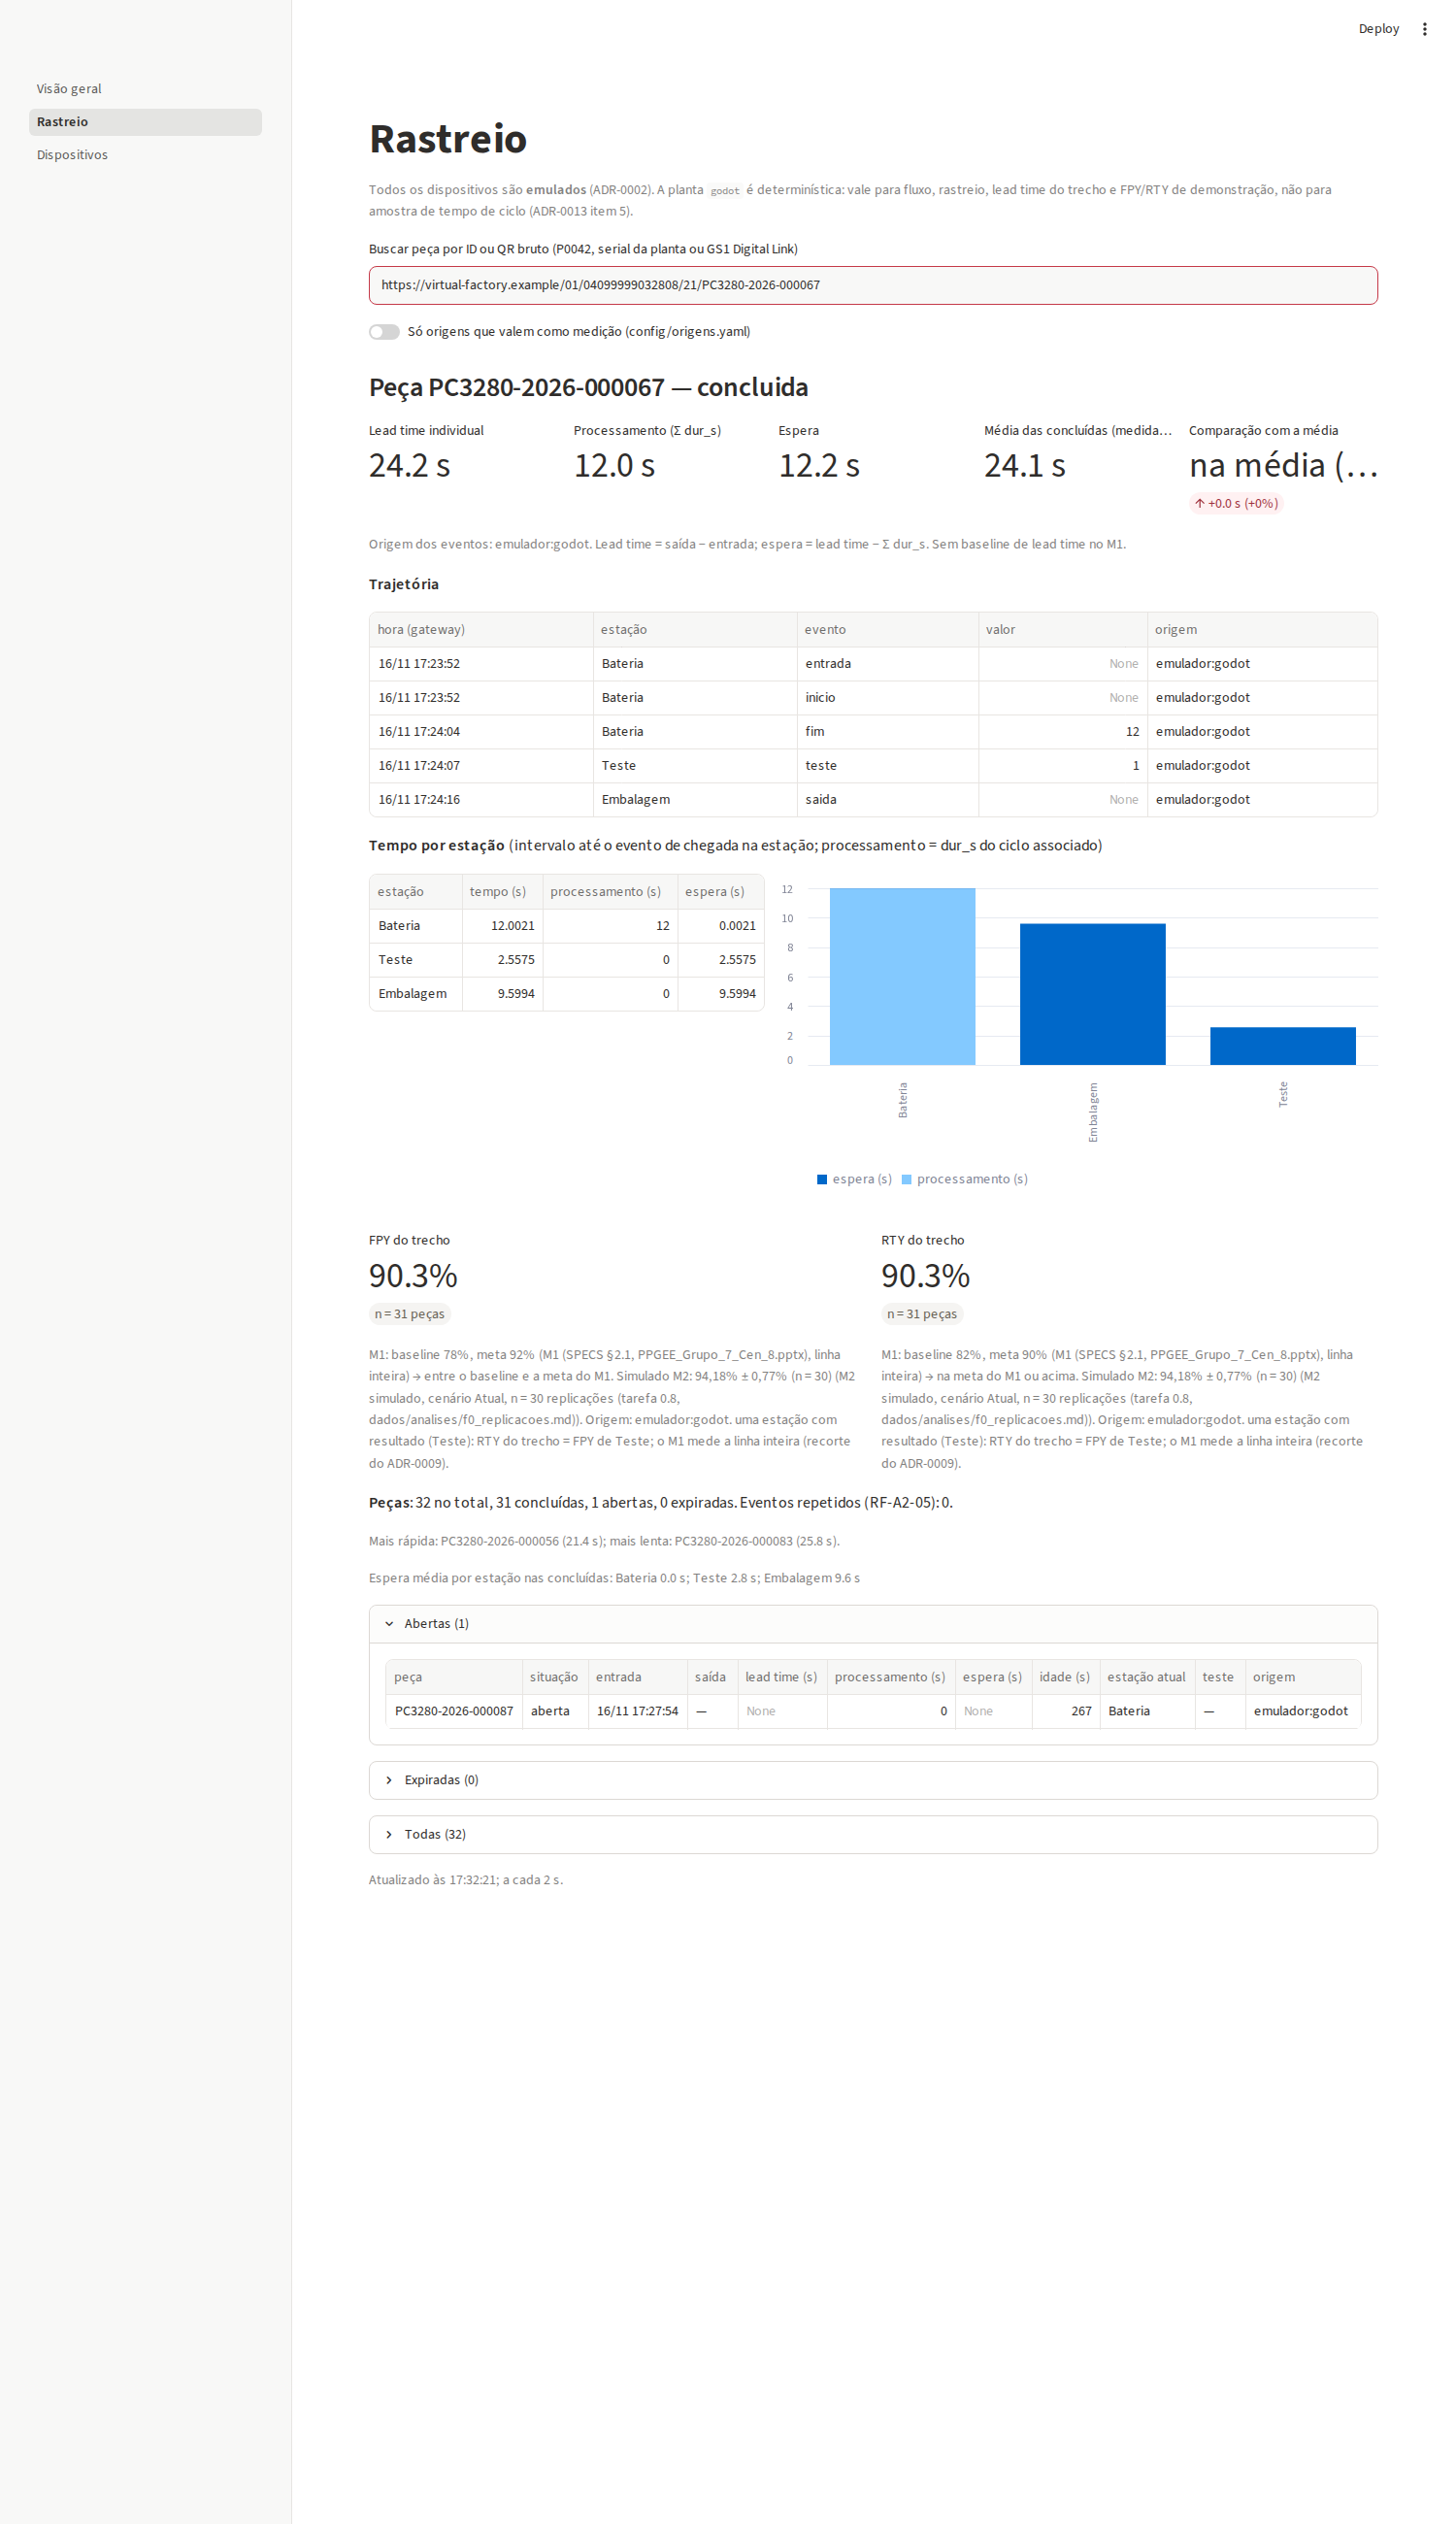 Deploy
Visão geral
Rastreio
Dispositivos
Rastreio
Todos os dispositivos são emulados (ADR-0002). A planta godot é determinística: vale para fluxo, rastreio, lead time do trecho e FPY/RTY de demonstração, não para
amostra de tempo de ciclo (ADR-0013 item 5).
Buscar peça por ID ou QR bruto (P0042, serial da planta ou GS1 Digital Link)
https://virtual-factory.example/01/04099999032808/21/PC3280-2026-000067
Só origens que valem como medição (config/origens.yaml)
Peça PC3280-2026-000067 — concluida
Lead time individual Processamento (Σ dur_s) Espera Média das concluídas (medida… Comparação com a média
24.2 s 12.0 s 12.2 s 24.1 s na média (…
↑ +0.0 s (+0%)
Origem dos eventos: emulador:godot. Lead time = saída − entrada; espera = lead time − Σ dur_s. Sem baseline de lead time no M1.
Trajetória
hora (gateway) estação evento valor origem
16/11 17:23:52 Bateria entrada None emulador:godot
16/11 17:23:52 Bateria inicio None emulador:godot
16/11 17:24:04 Bateria fim 12 emulador:godot
16/11 17:24:07 Teste teste 1 emulador:godot
16/11 17:24:16 Embalagem saida None emulador:godot
Tempo por estação (intervalo até o evento de chegada na estação; processamento = dur_s do ciclo associado)
estação tempo (s) processamento (s) espera (s)
Bateria 12.0021 12 0.0021
Teste 2.5575 0 2.5575
Embalagem 9.5994 0 9.5994
12
10
8
6
4
2
0
Bateria Embalagem Teste
espera (s) processamento (s)
FPY do trecho
90.3%
n = 31 peças
M1: baseline 78%, meta 92% (M1 (SPECS §2.1, PPGEE_Grupo_7_Cen_8.pptx), linha
inteira) → entre o baseline e a meta do M1. Simulado M2: 94,18% ± 0,77% (n = 30) (M2
simulado, cenário Atual, n = 30 replicações (tarefa 0.8,
dados/analises/f0_replicacoes.md)). Origem: emulador:godot. uma estação com
resultado (Teste): RTY do trecho = FPY de Teste; o M1 mede a linha inteira (recorte
do ADR-0009).
RTY do trecho
90.3%
n = 31 peças
M1: baseline 82%, meta 90% (M1 (SPECS §2.1, PPGEE_Grupo_7_Cen_8.pptx), linha
inteira) → na meta do M1 ou acima. Simulado M2: 94,18% ± 0,77% (n = 30) (M2
simulado, cenário Atual, n = 30 replicações (tarefa 0.8,
dados/analises/f0_replicacoes.md)). Origem: emulador:godot. uma estação com
resultado (Teste): RTY do trecho = FPY de Teste; o M1 mede a linha inteira (recorte
do ADR-0009).
Peças: 32 no total, 31 concluídas, 1 abertas, 0 expiradas. Eventos repetidos (RF-A2-05): 0.
Mais rápida: PC3280-2026-000056 (21.4 s); mais lenta: PC3280-2026-000083 (25.8 s).
Espera média por estação nas concluídas: Bateria 0.0 s; Teste 2.8 s; Embalagem 9.6 s
Abertas (1)
peça situação entrada saída lead time (s) processamento (s) espera (s) idade (s) estação atual teste origem
PC3280-2026-000087 aberta 16/11 17:27:54 — None 0 None 267 Bateria — emulador:godot
Expiradas (0)
Todas (32)
Atualizado às 17:32:21; a cada 2 s.